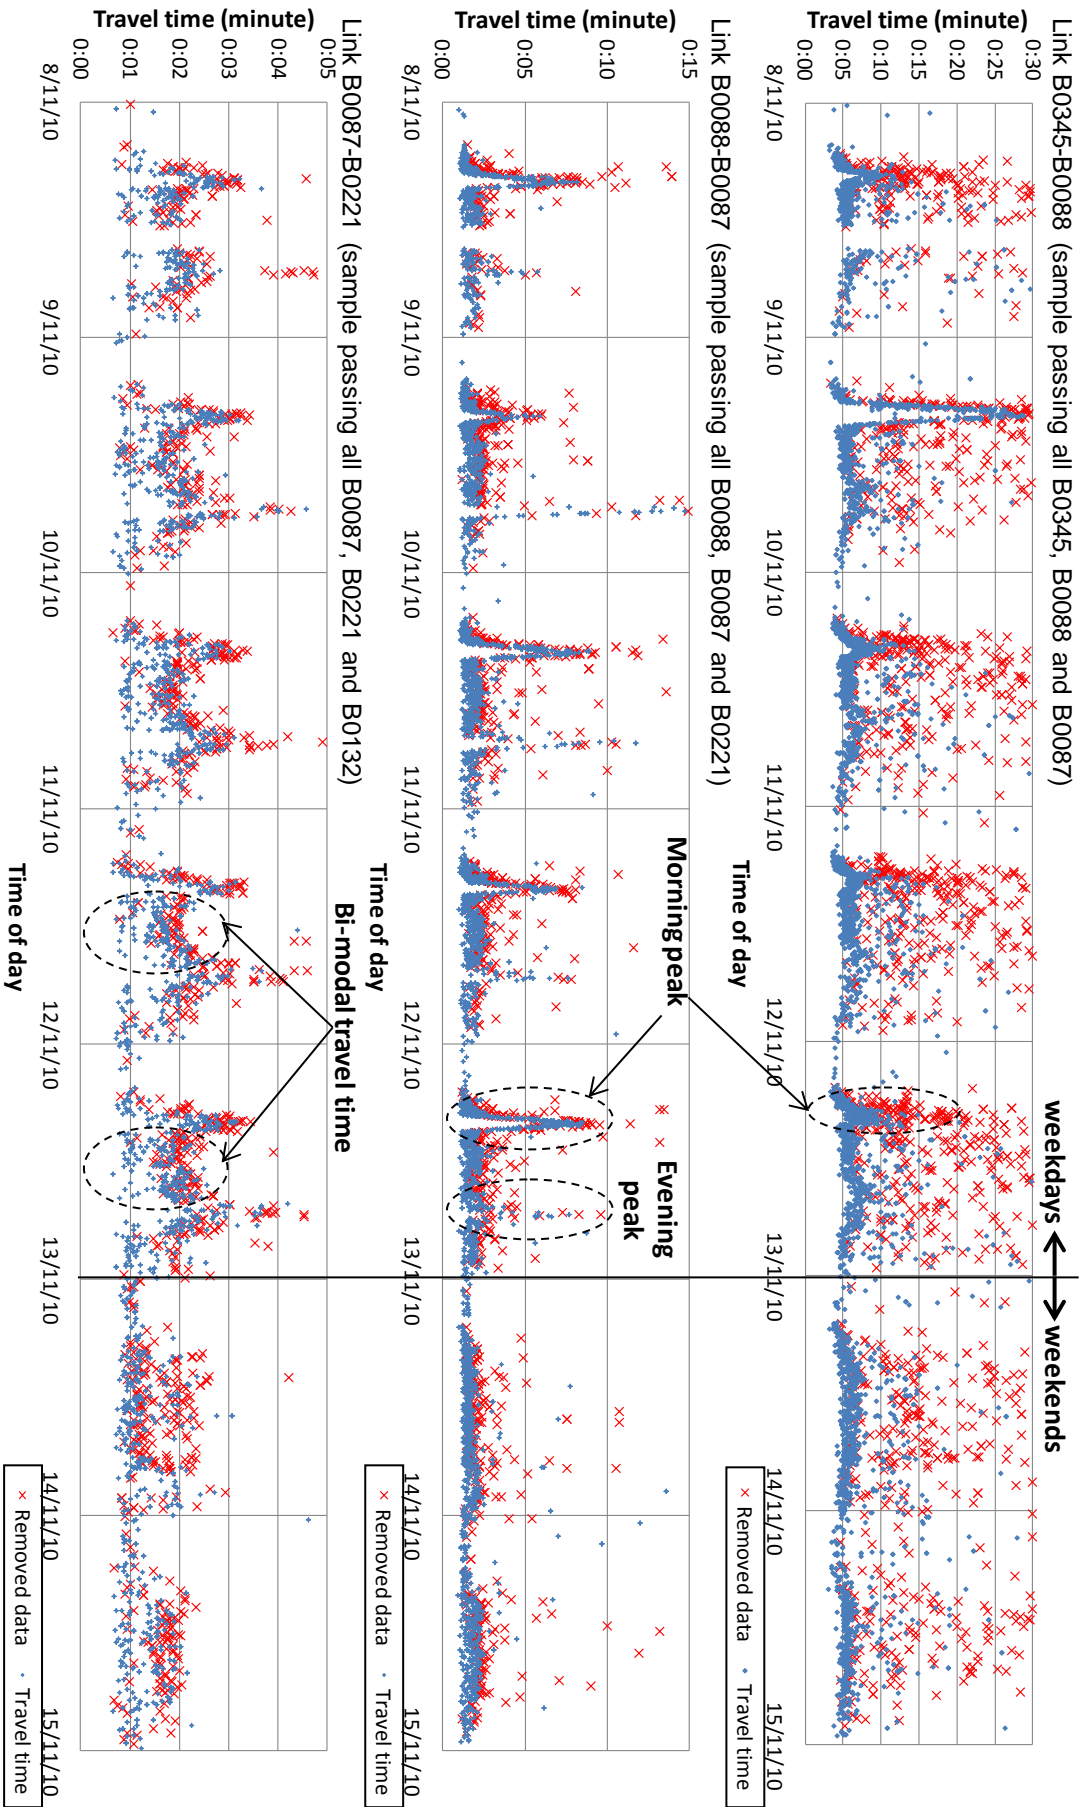 weekdays
weekends
Link B0345-B0088 (sample passing all B0345, B0088 and B0087)
Travel time (minute)
0:30
0:25
0:20
0:15
0:10
0:05
0:00
8/11/10
9/11/10
10/11/10
11/11/10
12/11/10
13/11/10
14/11/10
15/11/10
Time of day
Removed data
Travel time
Link B0088-B0087 (sample passing all B0088, B0087 and B0221)
Travel time (minute)
0:15
0:10
0:05
0:00
Morning peak
Evening
peak
8/11/10
9/11/10
10/11/10
11/11/10
12/11/10
13/11/10
14/11/10
15/11/10
Time of day
Removed data
Travel time
Link B0087-B0221 (sample passing all B0087, B0221 and B0132)
Bi-modal travel time
Travel time (minute)
0:05
0:03
0:02
0:01
0:00
8/11/10
9/11/10
10/11/10
11/11/10
12/11/10
13/11/10
14/11/10
15/11/10
Time of day
Removed data
Travel time